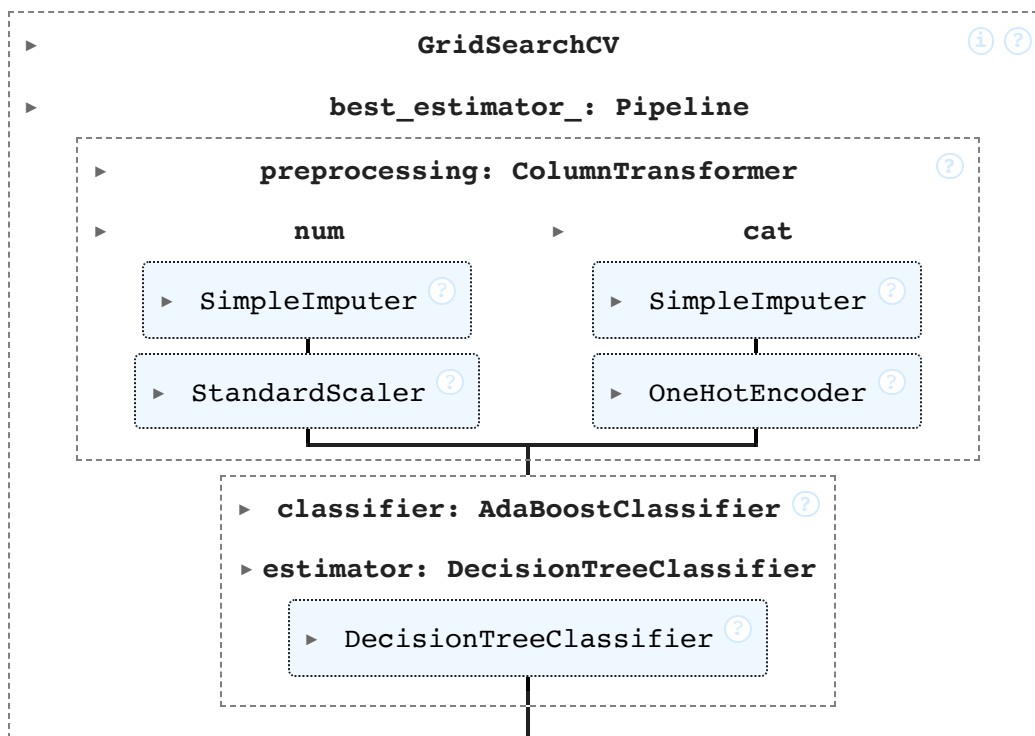 ▸ GridSearchCV i ?
▸ best_estimator_: Pipeline
▸ preprocessing: ColumnTransformer ?
▸ num ▸ cat
▸ SimpleImputer ? ▸ SimpleImputer ?
▸ StandardScaler ? ▸ OneHotEncoder ?
▸ classifier: AdaBoostClassifier ?
▸ estimator: DecisionTreeClassifier
▸ DecisionTreeClassifier ?